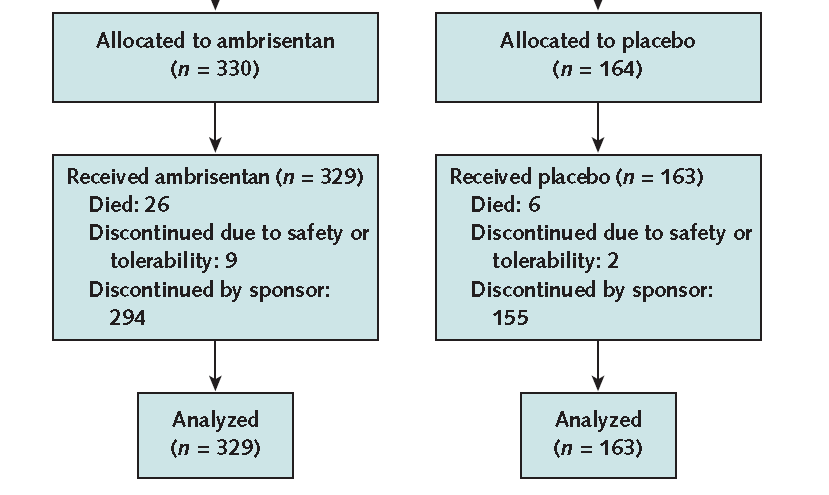 Allocated to ambrisentan
(n = 330)
Allocated to placebo
(n = 164)
Received ambrisentan (n = 329)
Died: 26
Discontinued due to safety or
tolerability: 9
Discontinued by sponsor:
294
Received placebo (n = 163)
Died: 6
Discontinued due to safety or
tolerability: 2
Discontinued by sponsor:
155
Analyzed
(n = 329)
Analyzed
(n = 163)